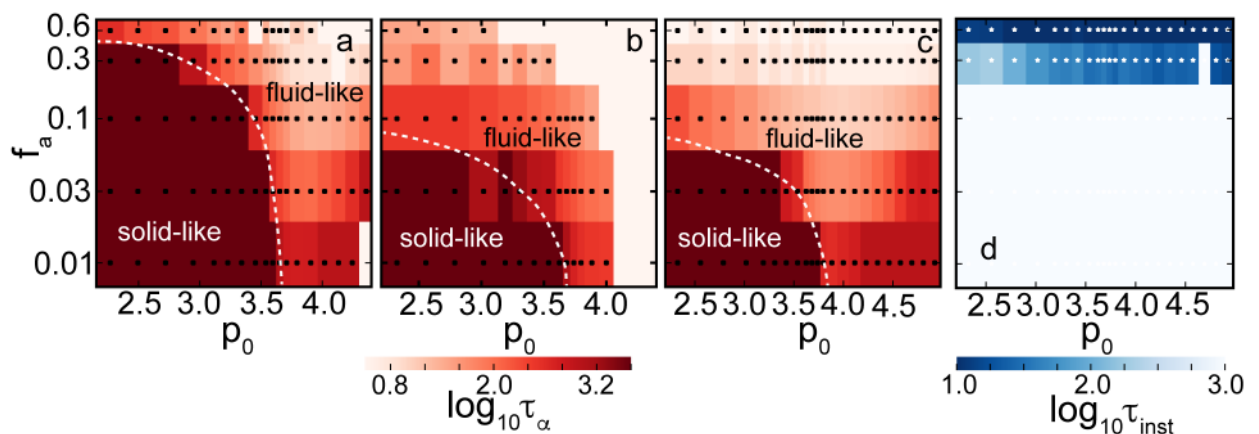 0.6
0.3
0.1
0.03
0.01
f_a
a
fluid-like
solid-like
2.5 3.0 3.5 4.0
p_0
b
fluid-like
solid-like
2.5 3.0 3.5 4.0
p_0
c
fluid-like
solid-like
2.5 3.0 3.5 4.0 4.5
p_0
d
2.5 3.0 3.5 4.0 4.5
p_0
0.8 2.0 3.2
log_10 τ_α
1.0 2.0 3.0
log_10 τ_inst